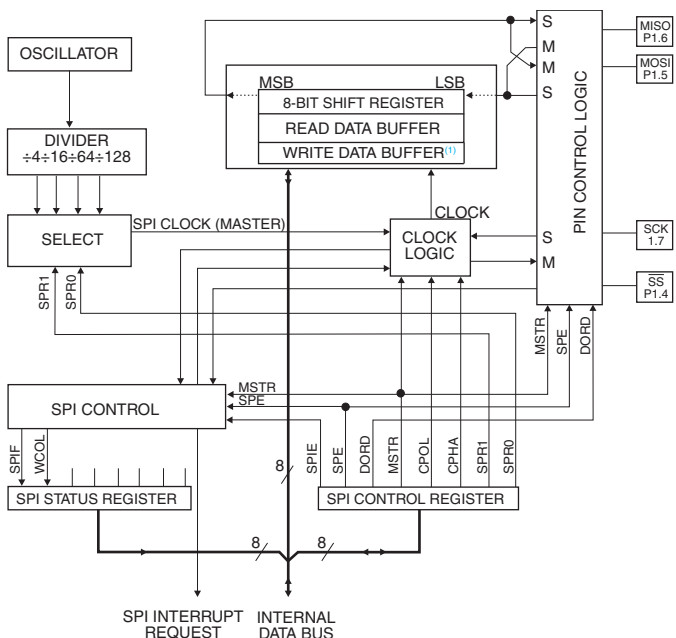 OSCILLATOR
DIVIDER
÷4÷16÷64÷128
SELECT
SPI CLOCK (MASTER)
SPR1
SPR0
MSB
LSB
8-BIT SHIFT REGISTER
READ DATA BUFFER
WRITE DATA BUFFER(1)
CLOCK
CLOCK
LOGIC
S
M
M
S
S
M
PIN CONTROL LOGIC
MISO
P1.6
MOSI
P1.5
SCK
1.7
SS
P1.4
MSTR
SPE
DORD
SPI CONTROL
MSTR
SPE
SPIF
WCOL
SPI STATUS REGISTER
8
SPIE
SPE
DORD
MSTR
CPOL
CPHA
SPR1
SPR0
SPI CONTROL REGISTER
8
8
SPI INTERRUPT
REQUEST
INTERNAL
DATA BUS